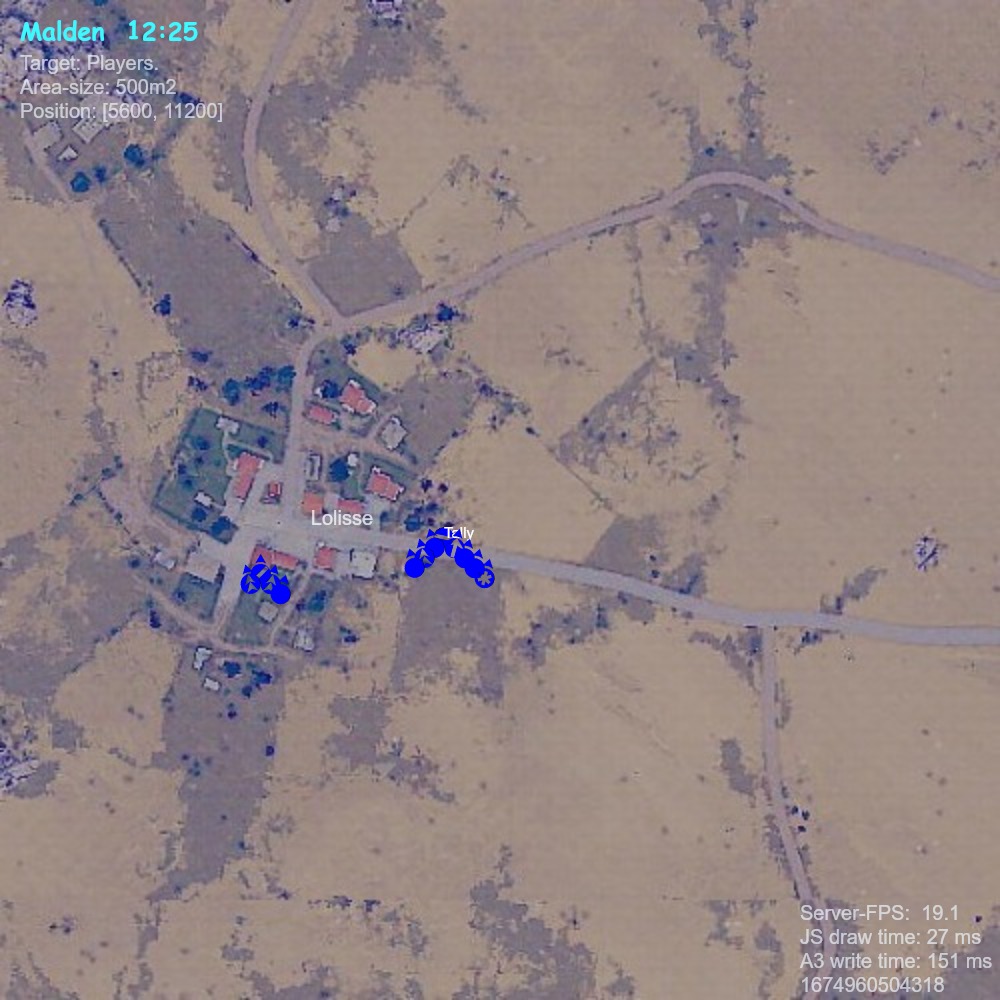 Malden 12:25
Target: Players.
Area-size: 500m2
Position: [5600, 11200]
Lolisse
Server-FPS: 19.1
JS draw time: 27 ms
A3 write time: 151 ms
1674960504318